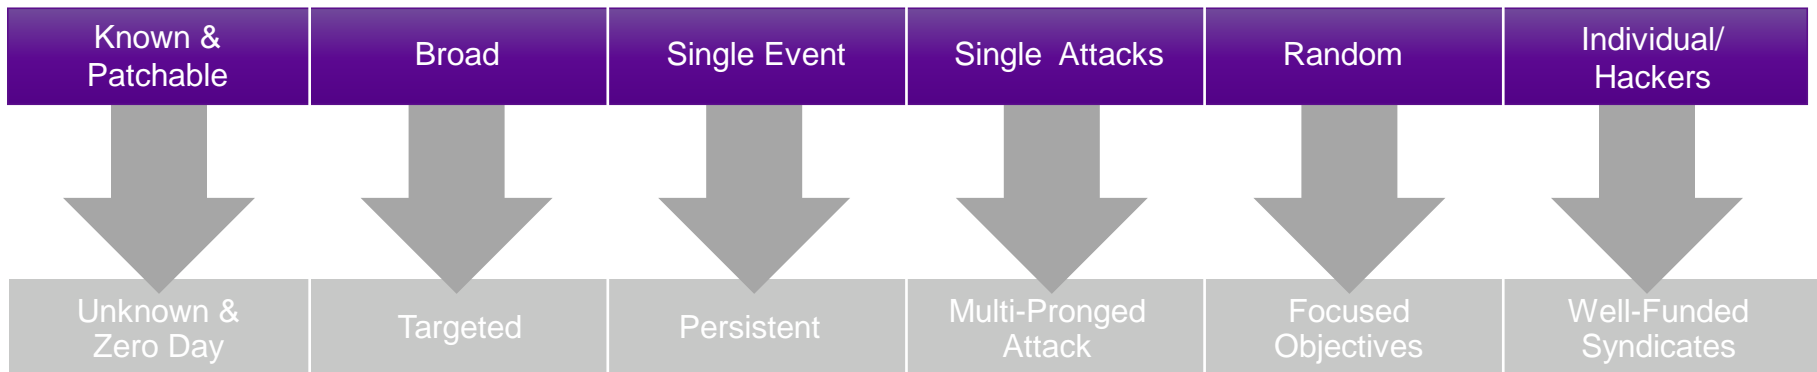 Known &
Patchable
Broad
Single Event
Single  Attacks
Random
Individual/
Hackers
Unknown &
Zero Day
Targeted
Persistent
Multi-Pronged
Attack
Focused
Objectives
Well-Funded
Syndicates